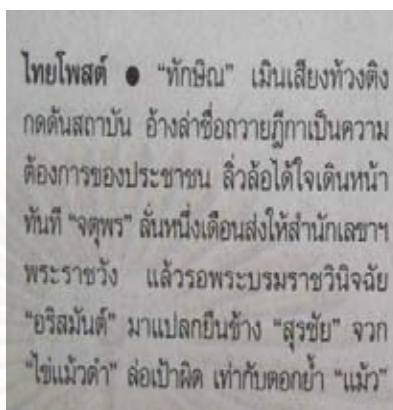 ไทยโพสต์ ● “ทักษิณ” เมินเสียงท้วงติง
กดดันสถาบัน อ้างล่าชื่อถวายฎีกาเป็นความ
ต้องการของประชาชน ลิ่วล้อได้ใจเดินหน้า
ทันที “จตุพร” ลั่นหนึ่งเดือนส่งให้สำนักเลขาฯ
พระราชวัง แล้วรอพระบรมราชวินิจฉัย
“อริสมันต์” มาแปลกยืนข้าง “สุรชัย” จวก
“ไข่แม้วดำ” ล่อเป้าผิด เท่ากับตอกย้ำ “แม้ว”